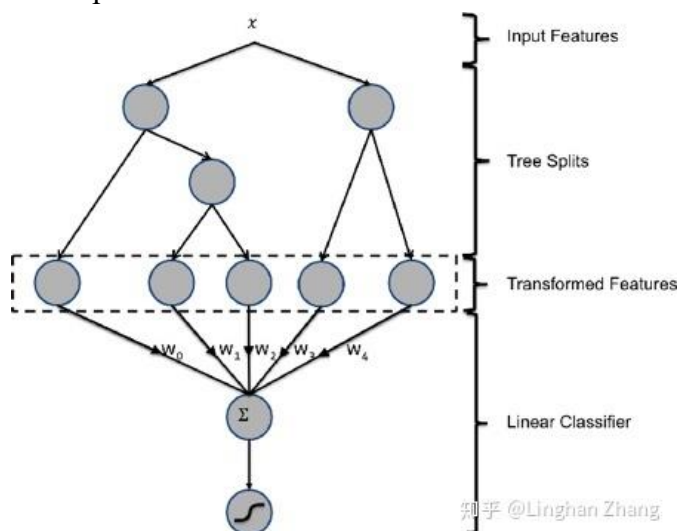 x
Input Features
Tree Splits
Transformed Features
W₀ W₁ W₂ W₃ W₄
Σ
Linear Classifier
知乎 @Linghan Zhang